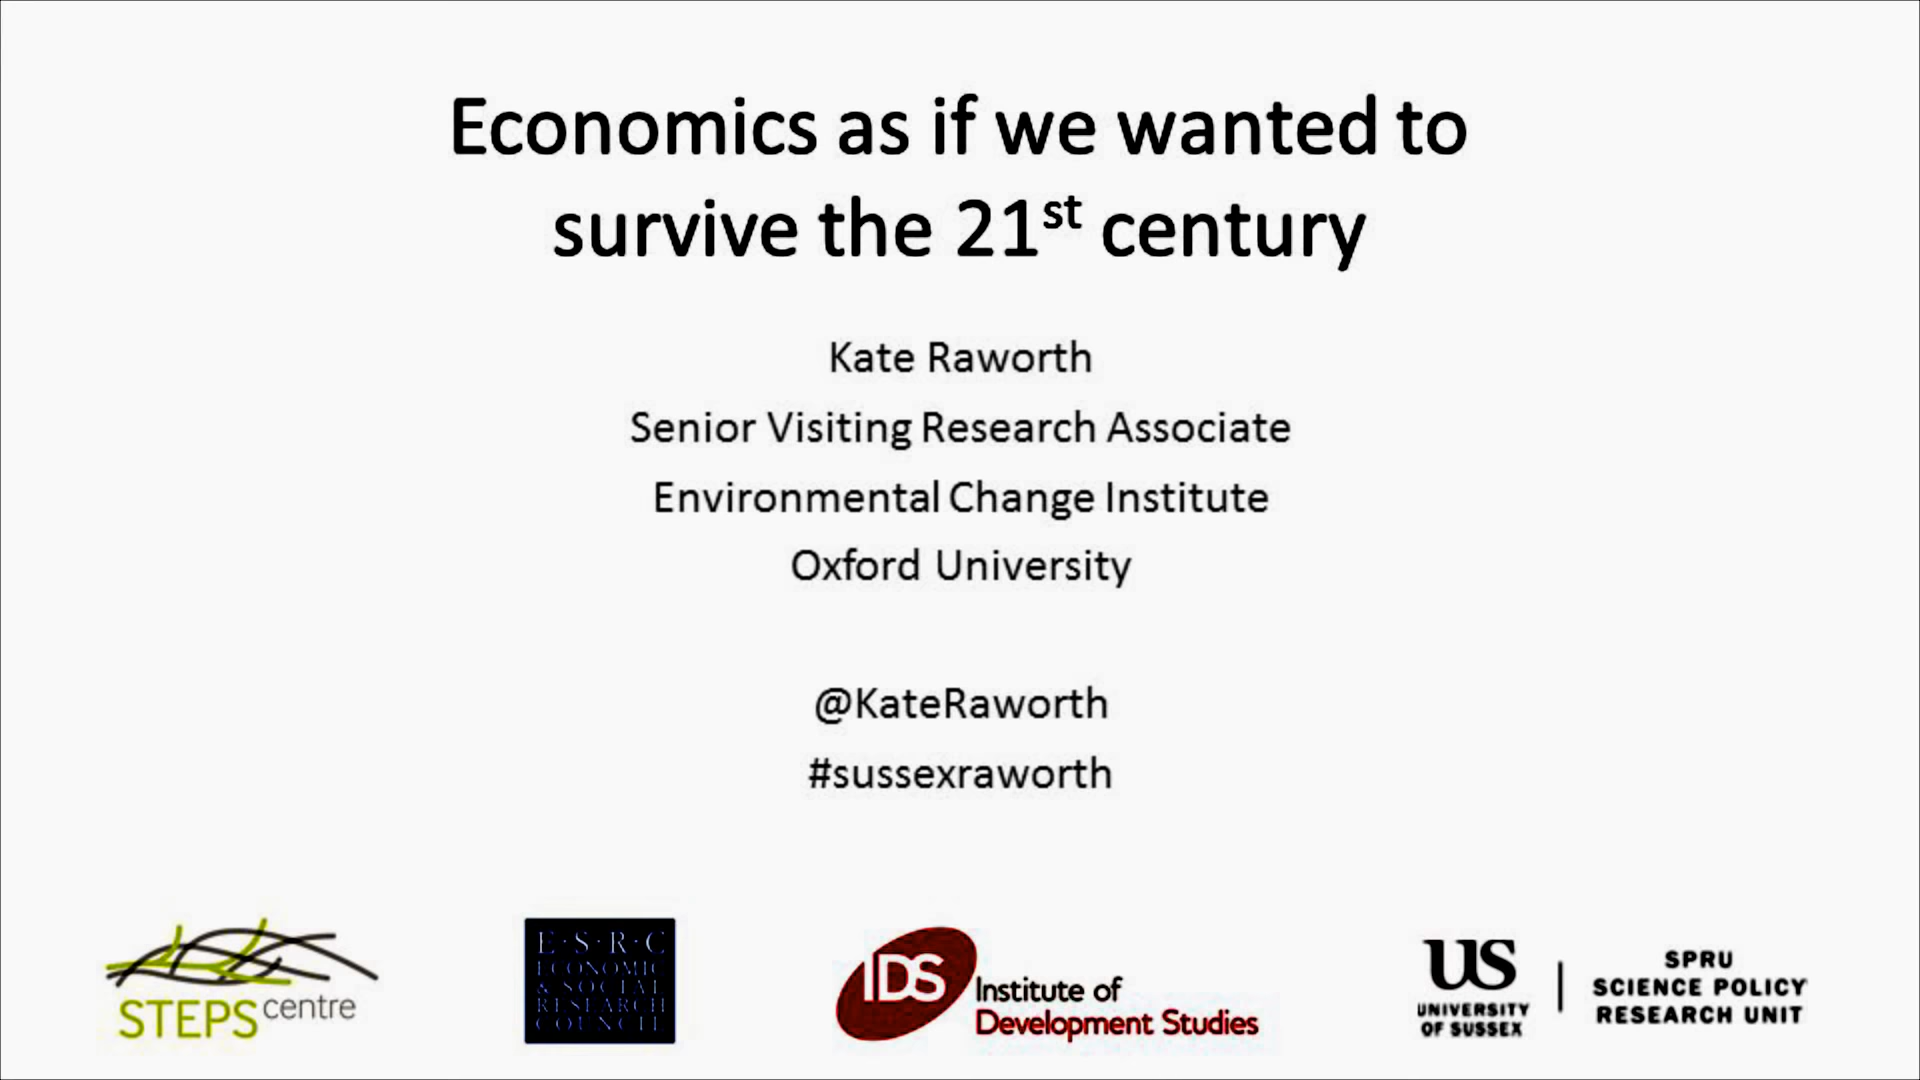 Economics as if we wanted to
survive the 21st century
Kate Raworth
Senior Visiting Research Associate
Environmental Change Institute
Oxford University
@KateRaworth
#sussexraworth
STEPS centre
E·S·R·C
ECONOMIC
& SOCIAL
RESEARCH
COUNCIL
IDS
Institute of
Development Studies
US
UNIVERSITY
OF SUSSEX
SPRU
SCIENCE POLICY
RESEARCH UNIT